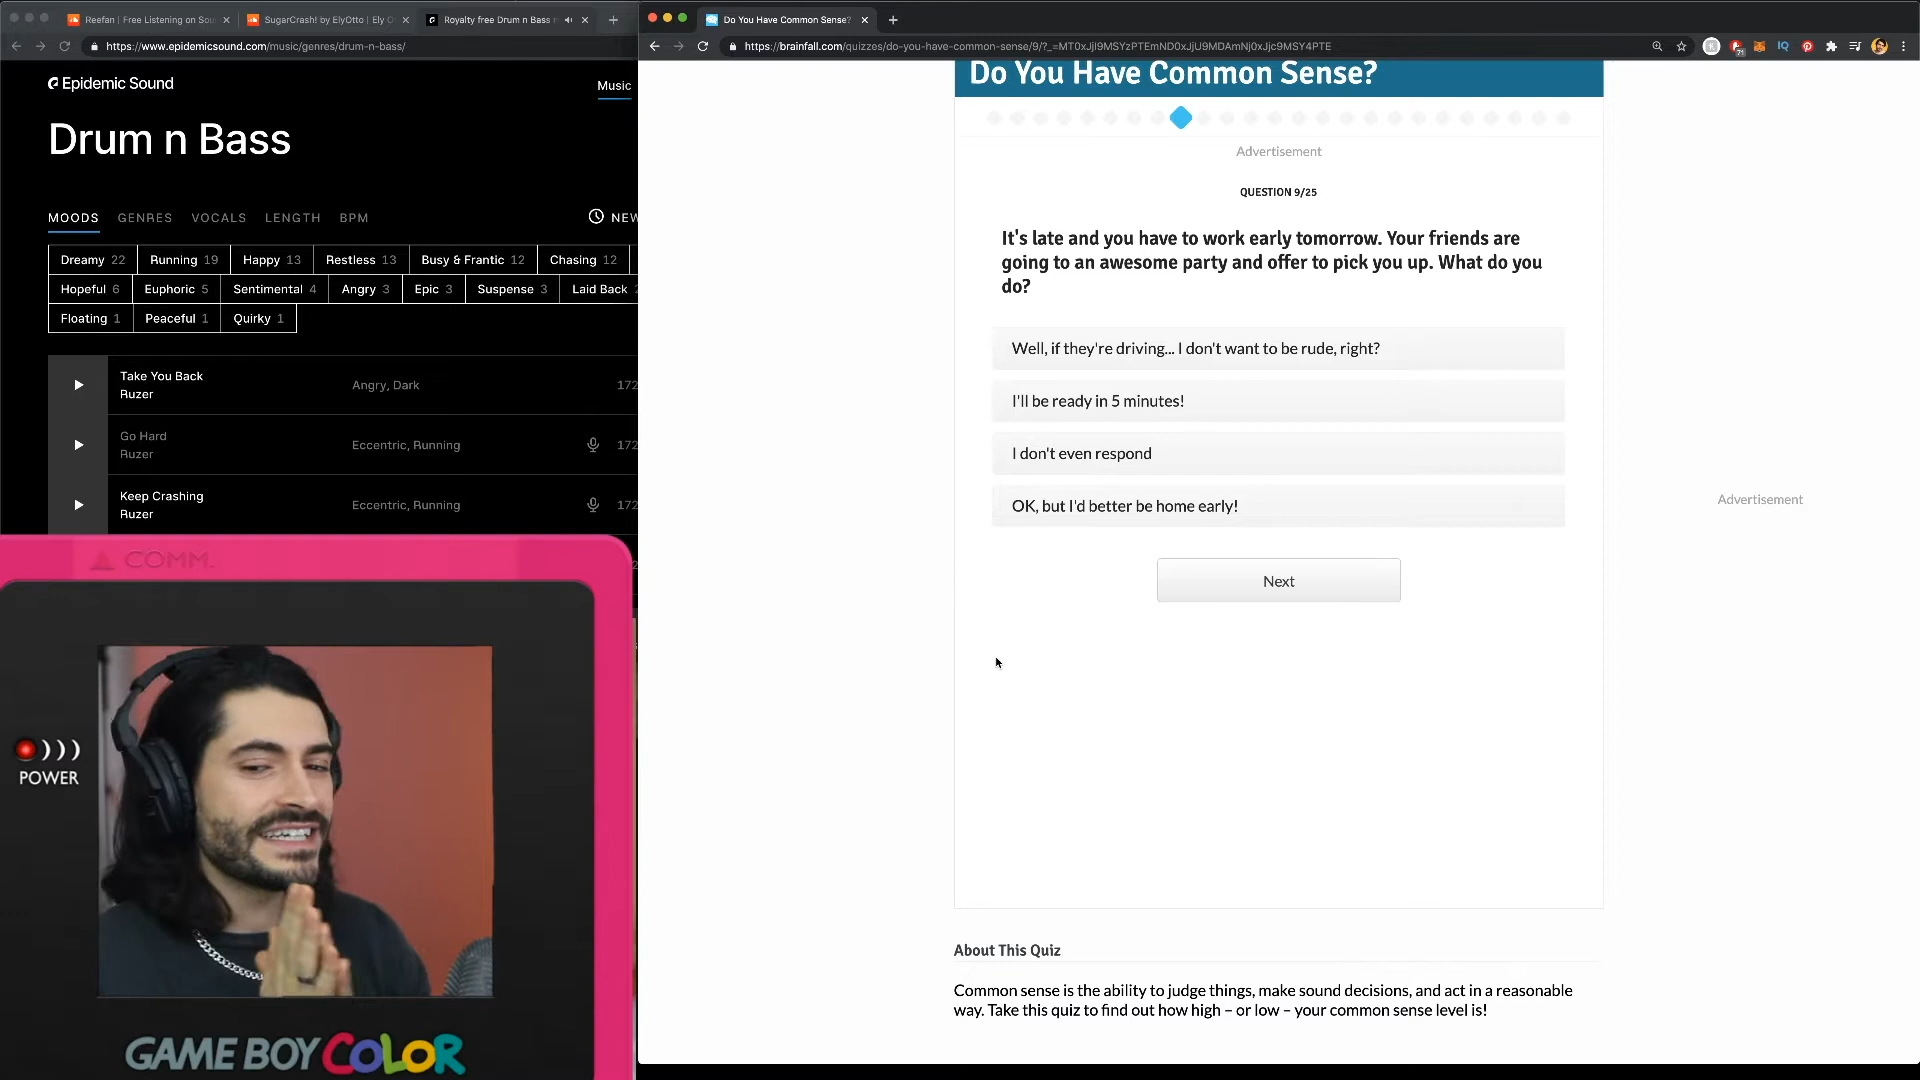 Reefan | Free Listening on Sou
SugarCrash! by ElyOtto | Ely O
Royalty free Drum n Bass
https://www.epidemicsound.com/music/genres/drum-n-bass/
Epidemic Sound
Music
Drum n Bass
MOODS GENRES VOCALS LENGTH BPM
NEW
Dreamy 22 Running 19 Happy 13 Restless 13 Busy & Frantic 12 Chasing 12
Hopeful 6 Euphoric 5 Sentimental 4 Angry 3 Epic 3 Suspense 3 Laid Back
Floating 1 Peaceful 1 Quirky 1
Take You Back
Ruzer
Angry, Dark
172
Go Hard
Ruzer
Eccentric, Running
172
Keep Crashing
Ruzer
Eccentric, Running
172
COMM.
POWER
GAME BOY COLOR
Do You Have Common Sense?
https://brainfall.com/quizzes/do-you-have-common-sense/9/?_=MT0xJjI9MSYzPTEmND0xJjU9MDAmNj0xJjc9MSY4PTE
IQ
71
Do You Have Common Sense?
Advertisement
QUESTION 9/25
It's late and you have to work early tomorrow. Your friends are
going to an awesome party and offer to pick you up. What do you
do?
Well, if they're driving... I don't want to be rude, right?
I'll be ready in 5 minutes!
I don't even respond
OK, but I'd better be home early!
Next
Advertisement
About This Quiz
Common sense is the ability to judge things, make sound decisions, and act in a reasonable
way. Take this quiz to find out how high – or low – your common sense level is!